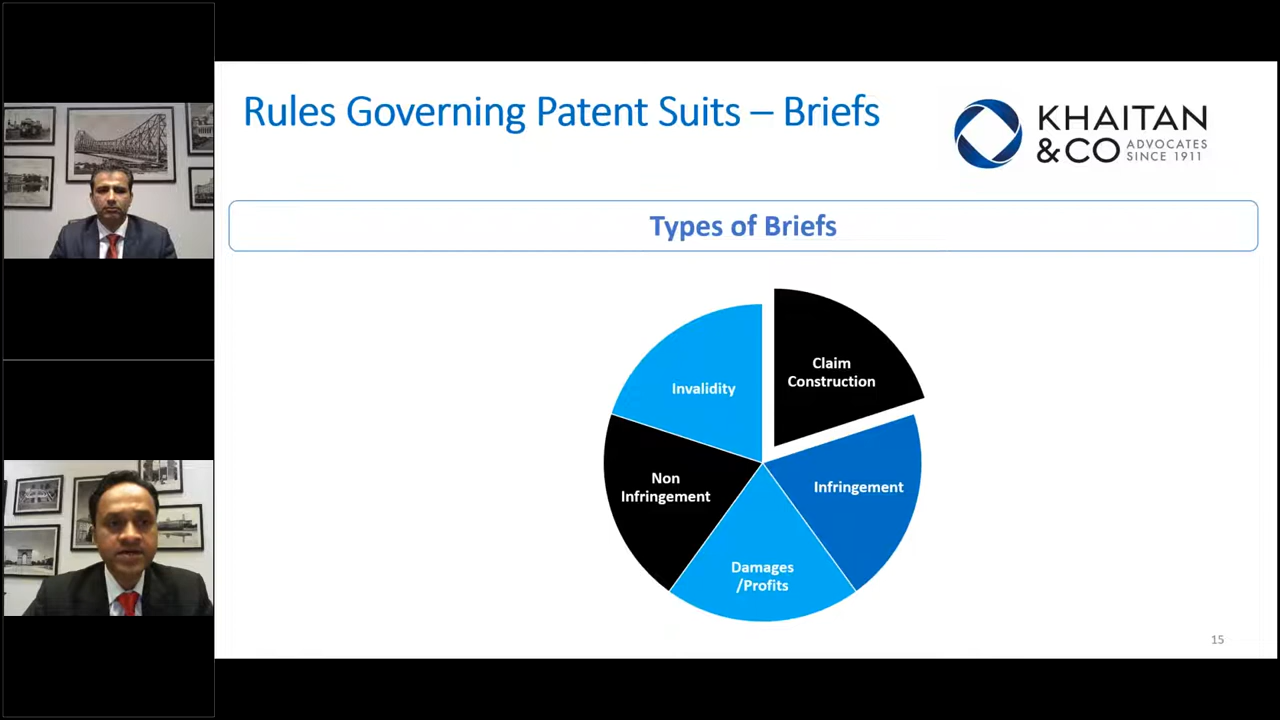 Rules Governing Patent Suits – Briefs
KHAITAN
&CO ADVOCATES
SINCE 1911
Types of Briefs
Claim
Construction
Invalidity
Infringement
Non
Infringement
Damages
/Profits
15